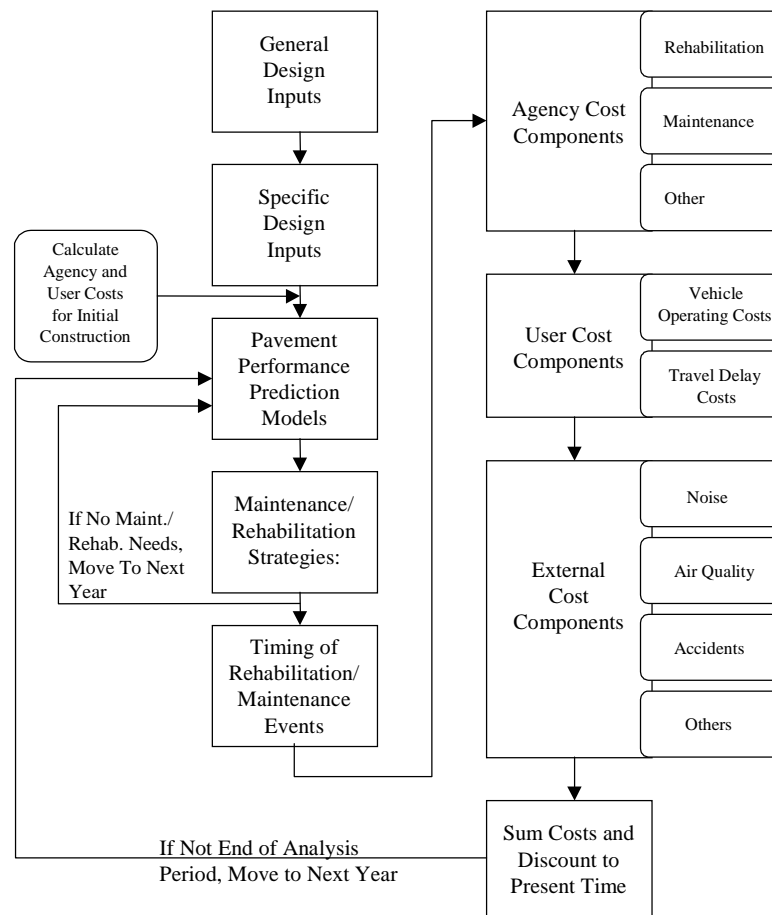 General
Design
Inputs
Specific
Design
Inputs
Calculate
Agency and
User Costs
for Initial
Construction
Pavement
Performance
Prediction
Models
If No Maint./
Rehab. Needs,
Move To Next
Year
Maintenance/
Rehabilitation
Strategies:
Timing of
Rehabilitation/
Maintenance
Events
Agency Cost
Components
Rehabilitation
Maintenance
Other
User Cost
Components
Vehicle
Operating Costs
Travel Delay
Costs
External
Cost
Components
Noise
Air Quality
Accidents
Others
Sum Costs and
Discount to
Present Time
If Not End of Analysis
Period, Move to Next Year